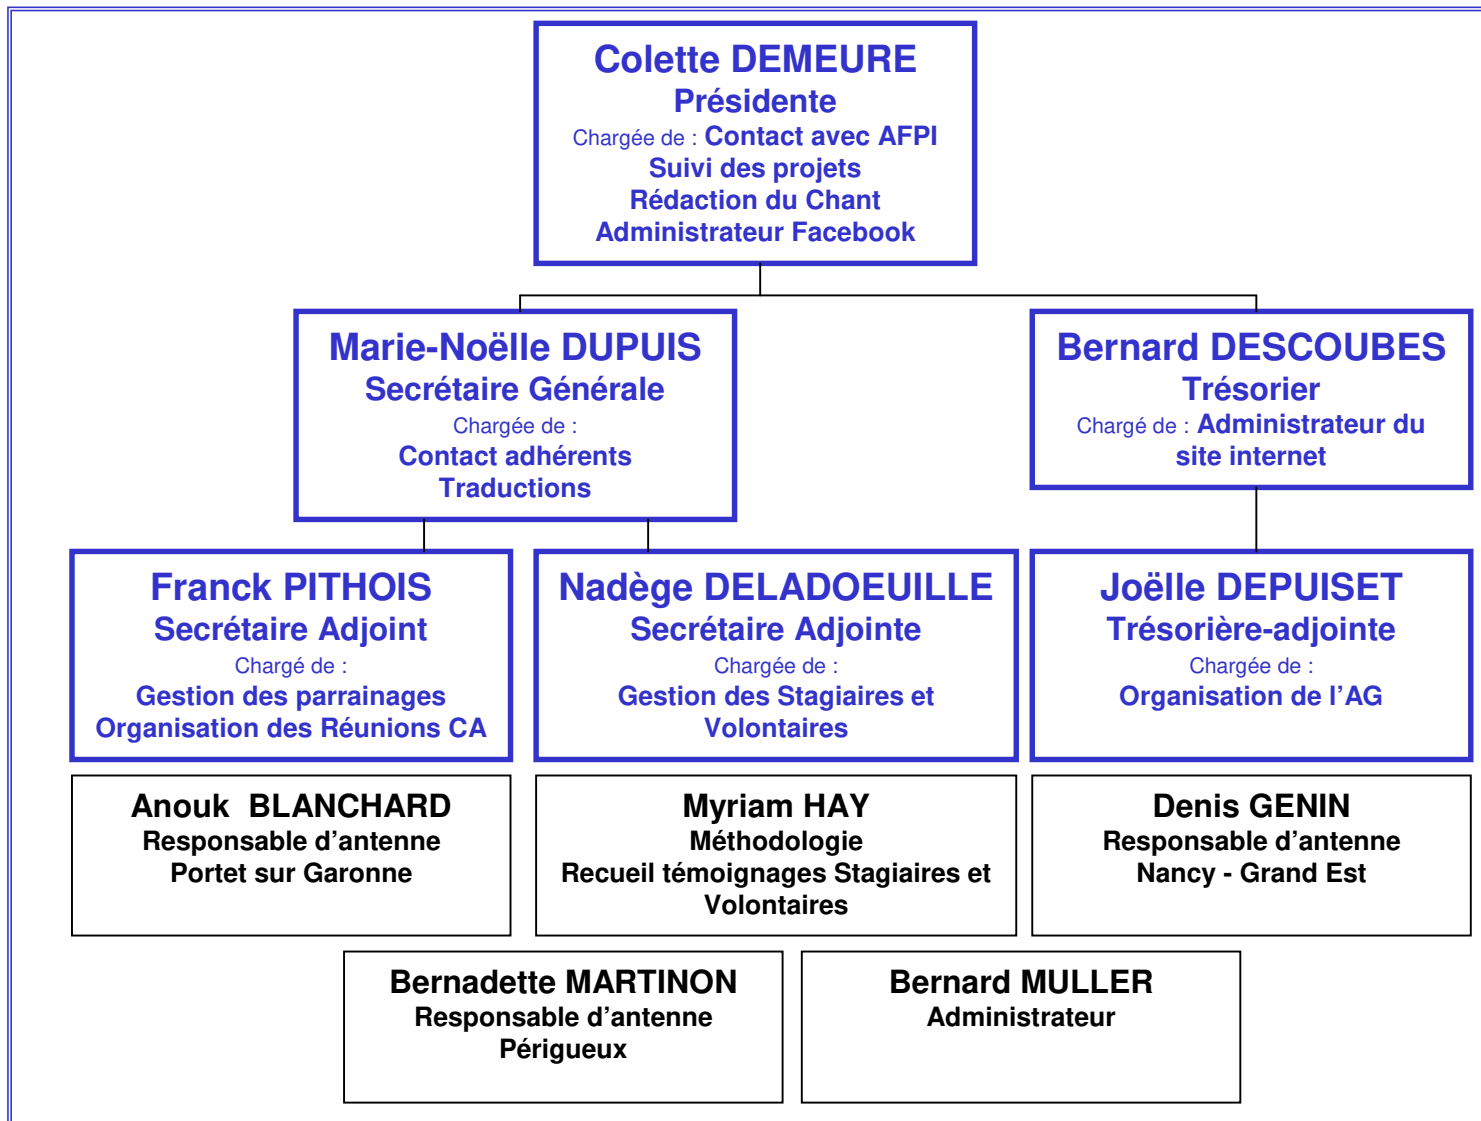 Colette DEMEURE
Présidente
Chargée de : Contact avec AFPI
Suivi des projets
Rédaction du Chant
Administrateur Facebook
Marie-Noëlle DUPUIS
Secrétaire Générale
Chargée de :
Contact adhérents
Traductions
Bernard DESCOUBES
Trésorier
Chargé de : Administrateur du
site internet
Franck PITHOIS
Secrétaire Adjoint
Chargé de :
Gestion des parrainages
Organisation des Réunions CA
Nadège DELADOEUILLE
Secrétaire Adjointe
Chargée de :
Gestion des Stagiaires et
Volontaires
Joëlle DEPUISET
Trésorière-adjointe
Chargée de :
Organisation de l’AG
Anouk  BLANCHARD
Responsable d’antenne
Portet sur Garonne
Myriam HAY
Méthodologie
Recueil témoignages Stagiaires et
Volontaires
Denis GENIN
Responsable d’antenne
Nancy - Grand Est
Bernadette MARTINON
Responsable d’antenne
Périgueux
Bernard MULLER
Administrateur